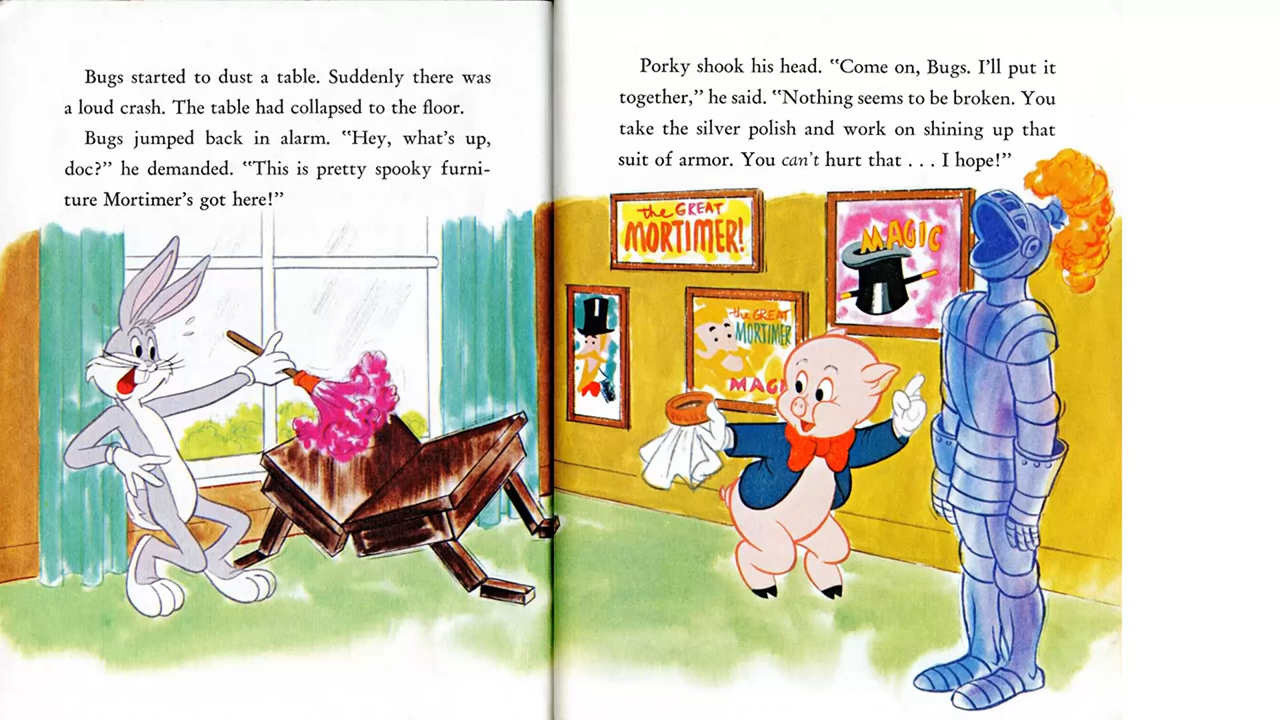 Bugs started to dust a table. Suddenly there was
a loud crash. The table had collapsed to the floor.
Bugs jumped back in alarm. "Hey, what's up,
doc?" he demanded. "This is pretty spooky furni-
ture Mortimer's got here!"
Porky shook his head. "Come on, Bugs. I'll put it
together," he said. "Nothing seems to be broken. You
take the silver polish and work on shining up that
suit of armor. You can't hurt that . . . I hope!"
the GREAT
MORTIMER!
MAGIC
the GREAT
MORTIMER
MAGI